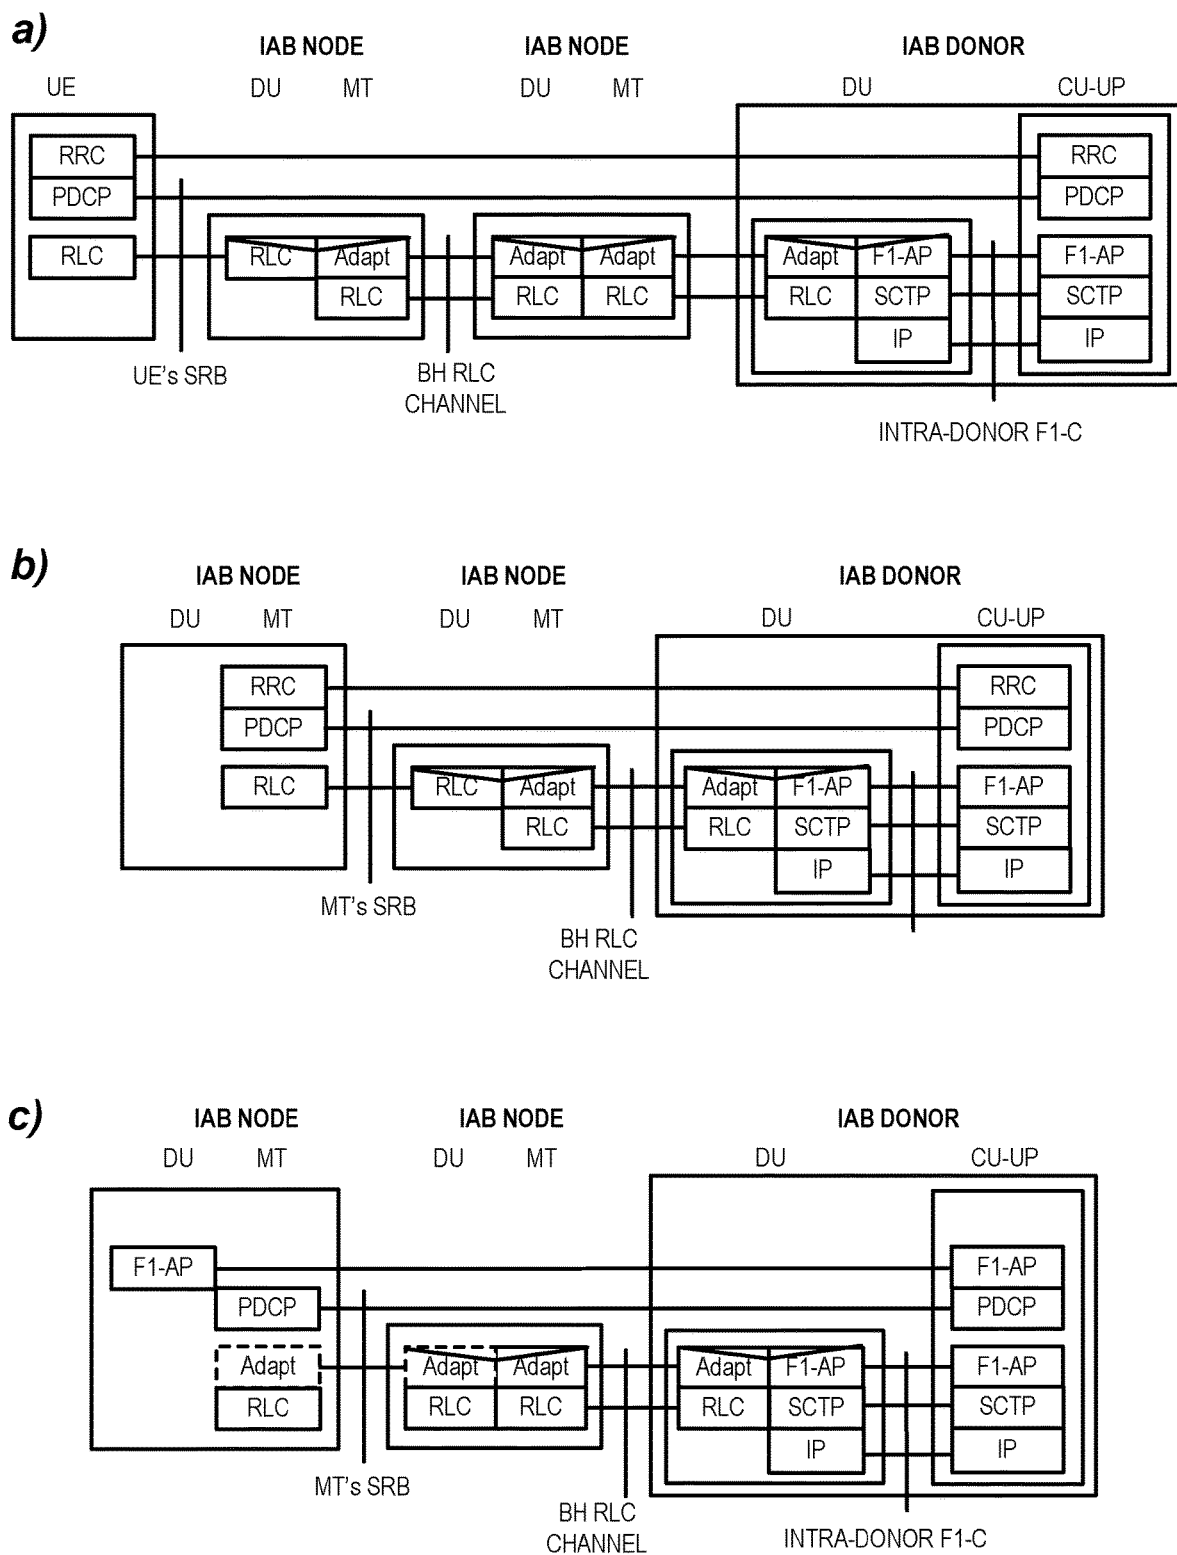 a)
IAB NODE IAB NODE IAB DONOR
UE DU MT DU MT DU CU-UP
RRC RRC
PDCP PDCP
RLC RLC Adapt Adapt Adapt Adapt F1-AP F1-AP
RLC RLC RLC RLC SCTP SCTP
IP IP
UE's SRB BH RLC
CHANNEL
INTRA-DONOR F1-C
b)
IAB NODE IAB NODE IAB DONOR
DU MT DU MT DU CU-UP
RRC RRC
PDCP PDCP
RLC RLC Adapt Adapt F1-AP F1-AP
RLC RLC SCTP SCTP
IP IP
MT's SRB
BH RLC
CHANNEL
c)
IAB NODE IAB NODE IAB DONOR
DU MT DU MT DU CU-UP
F1-AP F1-AP
PDCP PDCP
Adapt Adapt Adapt Adapt F1-AP F1-AP
RLC RLC RLC RLC SCTP SCTP
IP IP
MT's SRB
BH RLC
CHANNEL
INTRA-DONOR F1-C